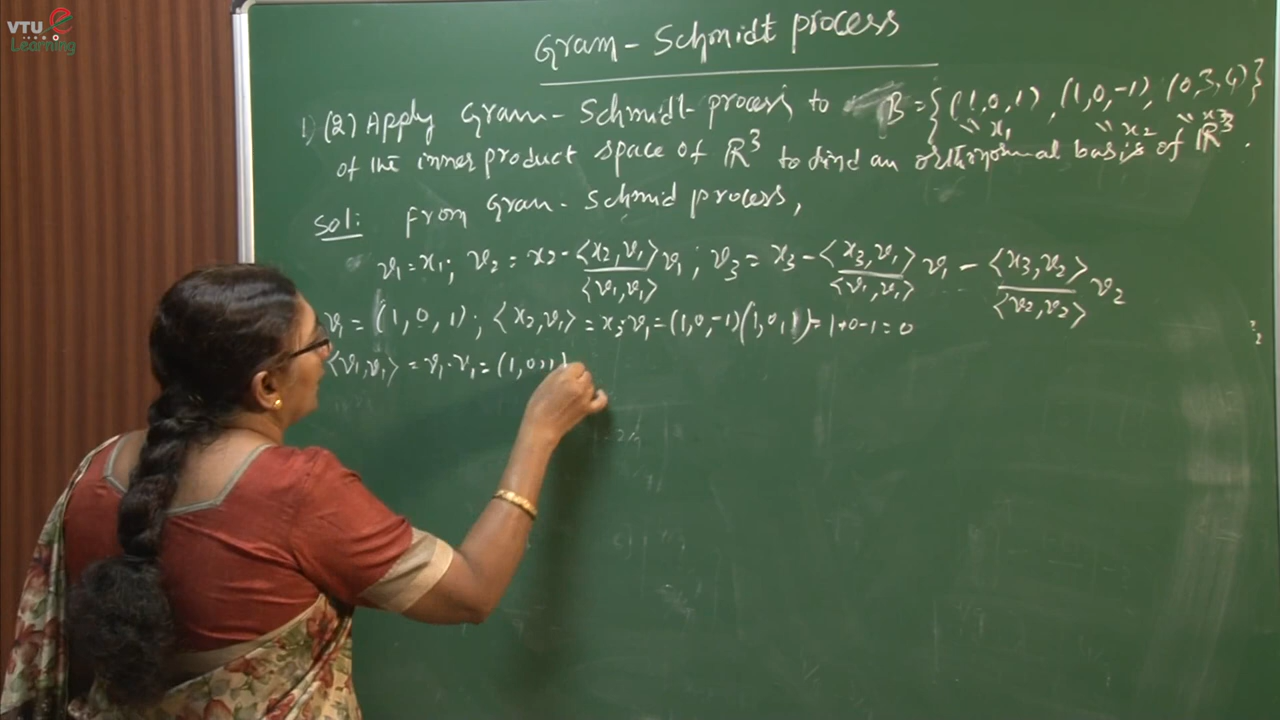 VTU e
Learning
Gram - Schmidt process
1) (2) Apply Gram - Schmidt process to B = {(1,0,1), (1,0,-1), (0,3,4)}
" x1 " x2 " x3
of the inner product space of R³ to find an orthonormal basis of R³.
Sol: From Gram - Schmid process,
v1 = x1; v2 = x2 - <x2,v1>/<v1,v1> v1; v3 = x3 - <x3,v1>/<v1,v1> v1 - <x3,v2>/<v2,v2> v2
v1 = (1,0,1); <x2,v1> = x3·v1 = (1,0,-1)(1,0,1) = 1+0-1=0
<v1,v1> = v1·v1 = (1,0,1)